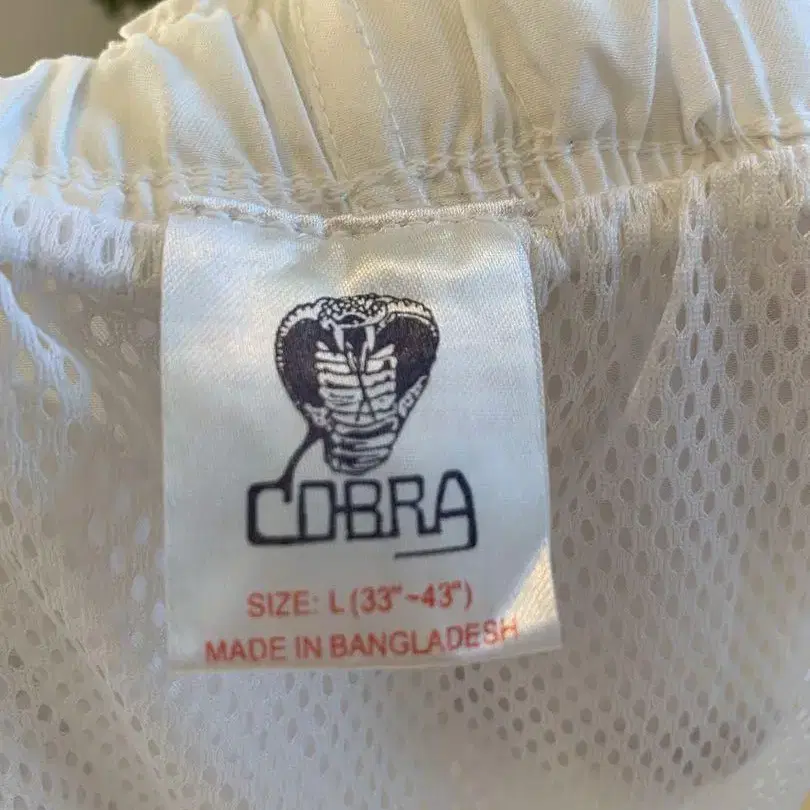 COBRA
SIZE: L (33"~43")
MADE IN BANGLADESH